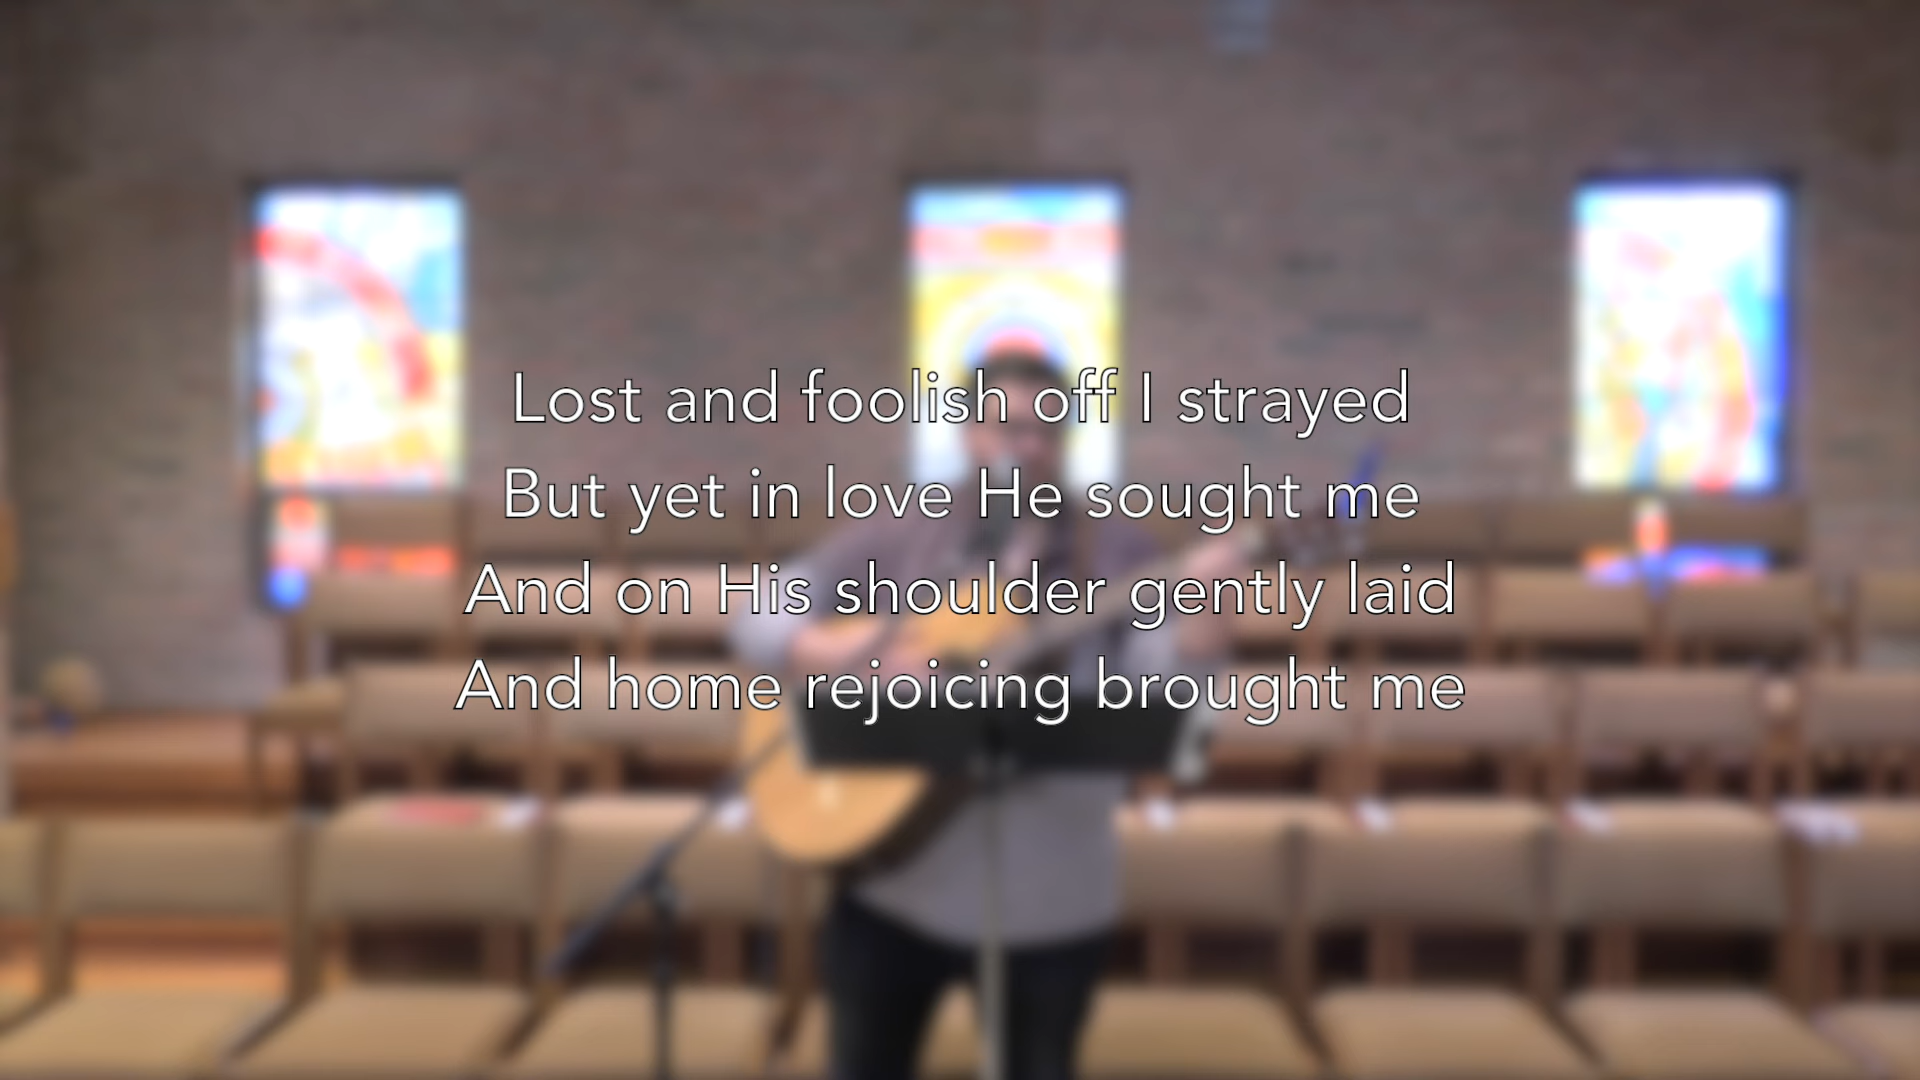 Lost and foolish off I strayed
But yet in love He sought me
And on His shoulder gently laid
And home rejoicing brought me